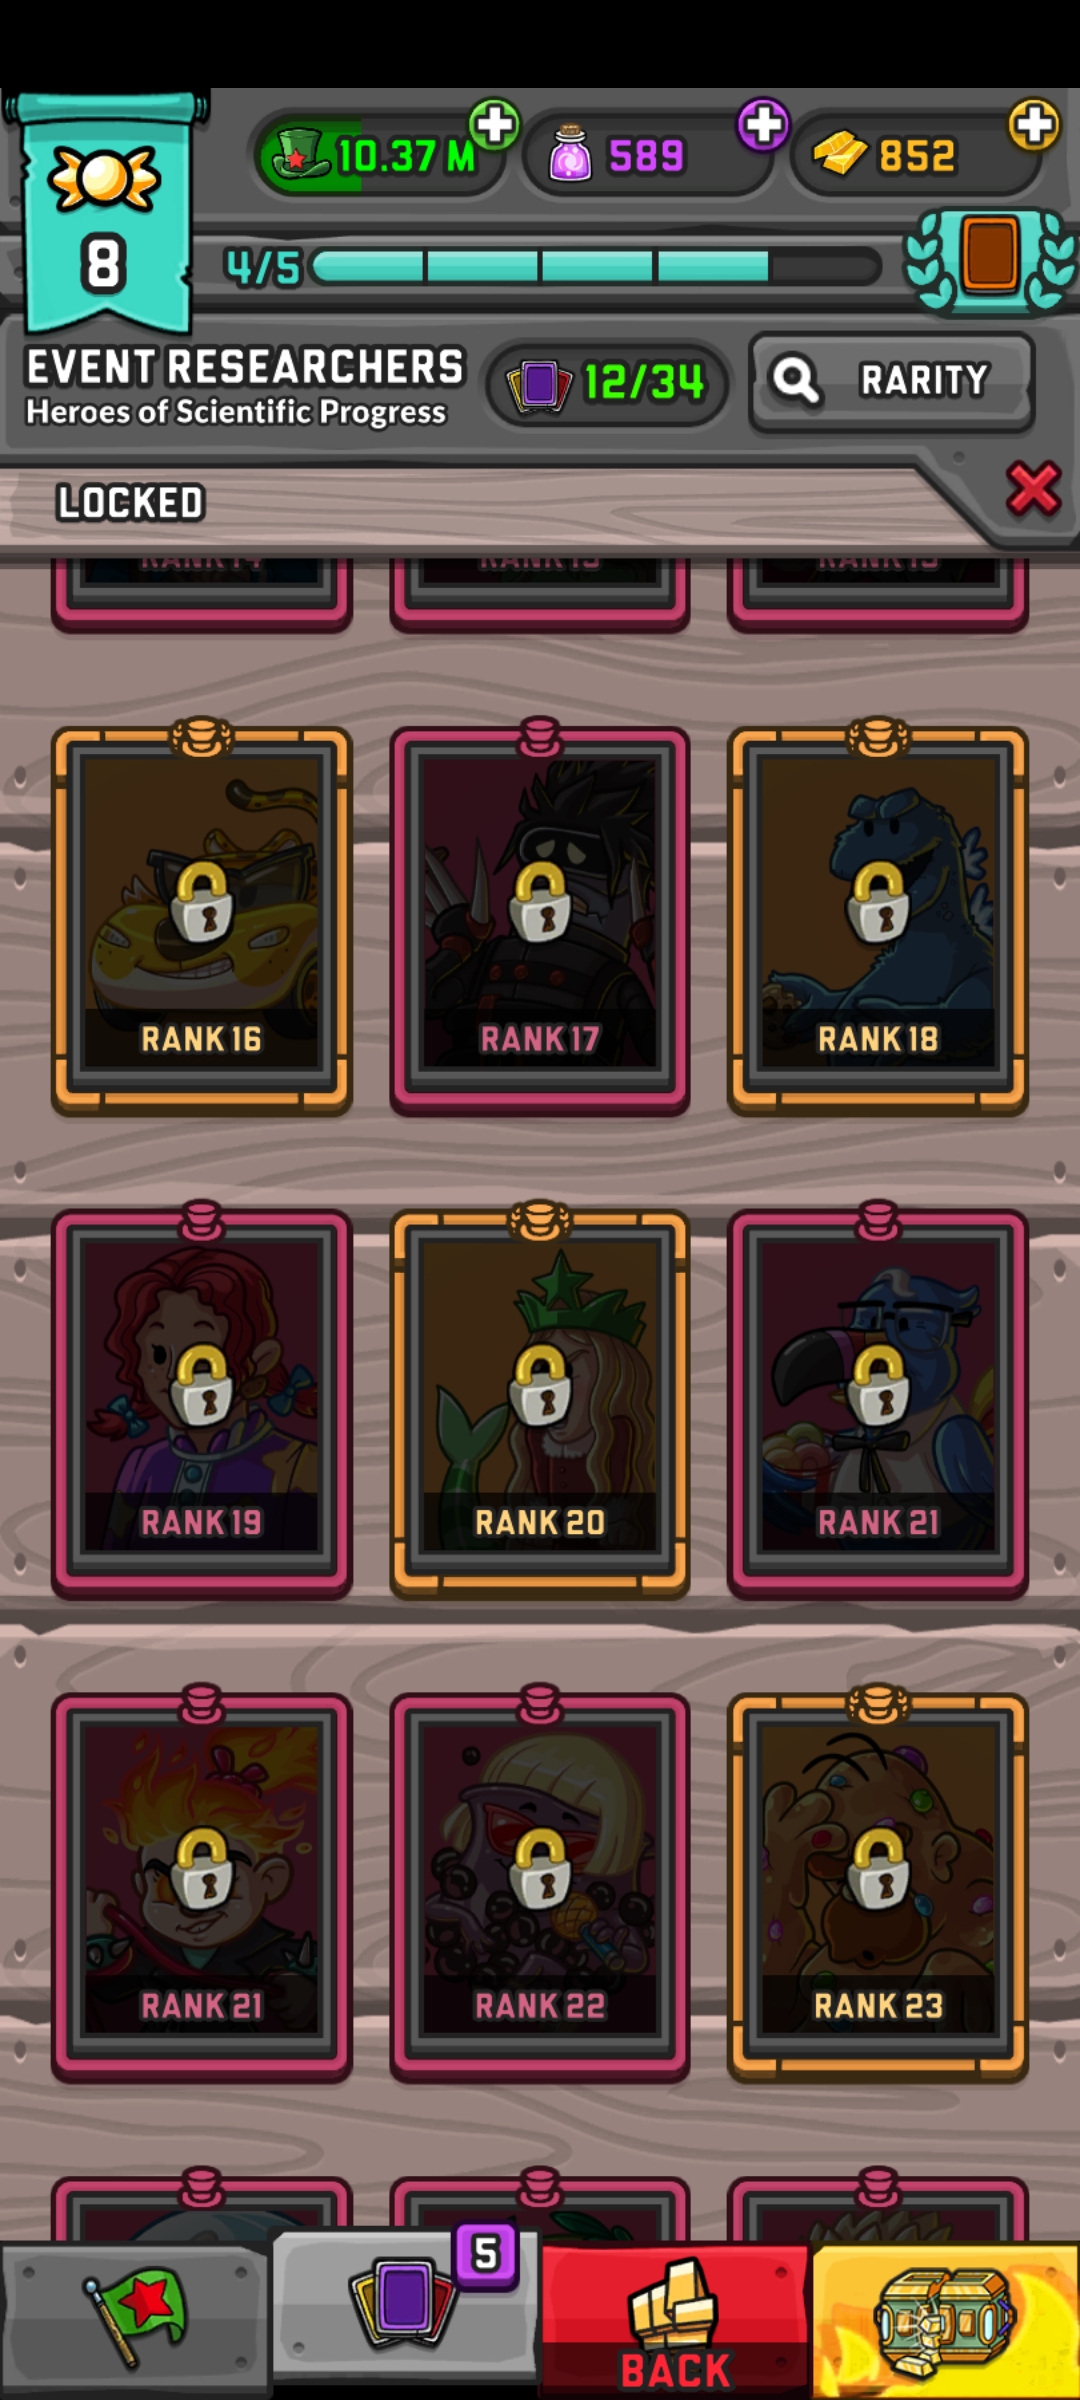 10.37 M
589
852
8
4/5
EVENT RESEARCHERS
Heroes of Scientific Progress
12/34
RARITY
LOCKED
RANK 16
RANK 17
RANK 18
RANK 19
RANK 20
RANK 21
RANK 21
RANK 22
RANK 23
5
BACK